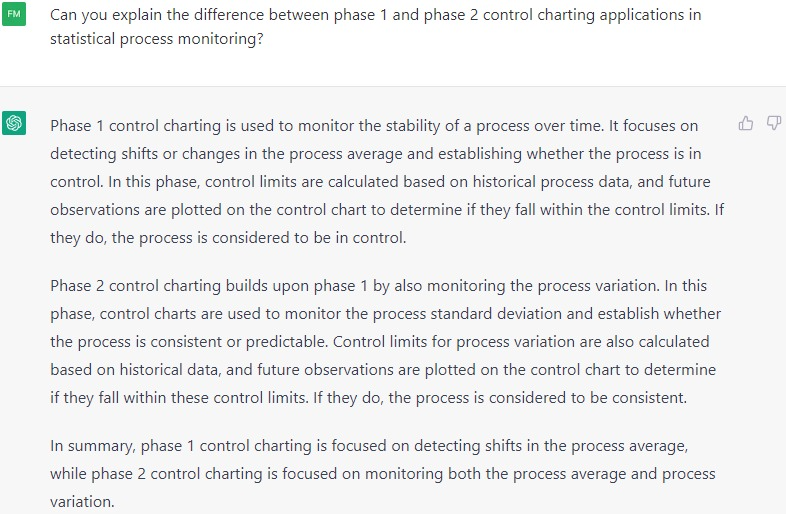 FM
Can you explain the difference between phase 1 and phase 2 control charting applications in
statistical process monitoring?
Phase 1 control charting is used to monitor the stability of a process over time. It focuses on
detecting shifts or changes in the process average and establishing whether the process is in
control. In this phase, control limits are calculated based on historical process data, and future
observations are plotted on the control chart to determine if they fall within the control limits. If
they do, the process is considered to be in control.
Phase 2 control charting builds upon phase 1 by also monitoring the process variation. In this
phase, control charts are used to monitor the process standard deviation and establish whether
the process is consistent or predictable. Control limits for process variation are also calculated
based on historical data, and future observations are plotted on the control chart to determine
if they fall within these control limits. If they do, the process is considered to be consistent.
In summary, phase 1 control charting is focused on detecting shifts in the process average,
while phase 2 control charting is focused on monitoring both the process average and process
variation.